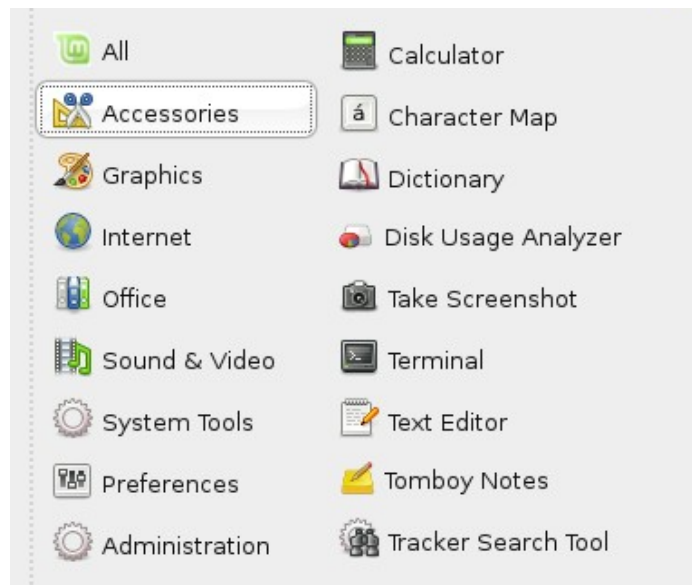 All
Accessories
Graphics
Internet
Office
Sound & Video
System Tools
Preferences
Administration
Calculator
á Character Map
Dictionary
Disk Usage Analyzer
Take Screenshot
Terminal
Text Editor
Tomboy Notes
Tracker Search Tool